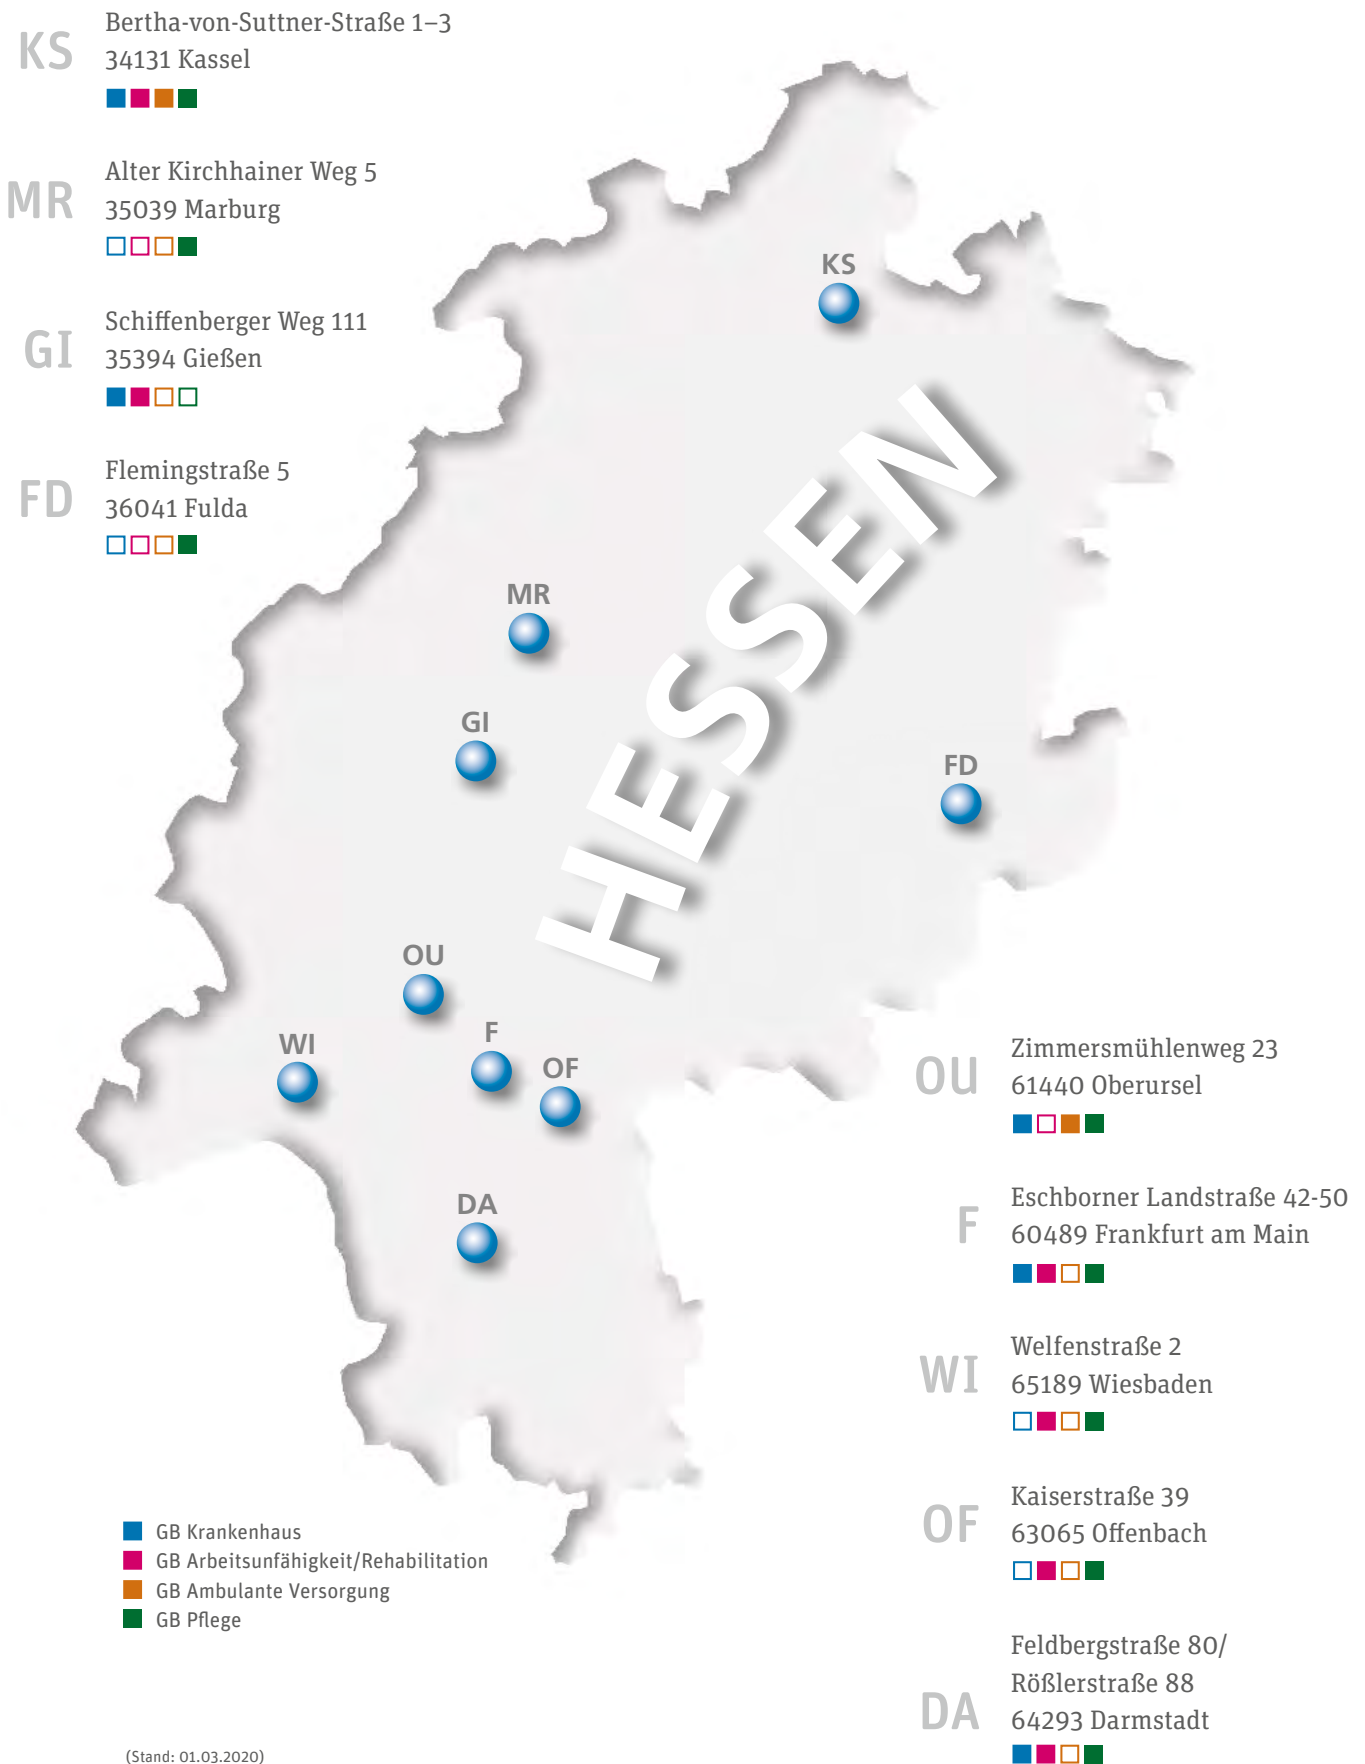 KS
Bertha-von-Suttner-Straße 1–3
34131 Kassel
MR
Alter Kirchhainer Weg 5
35039 Marburg
GI
Schiffenberger Weg 111
35394 Gießen
FD
Flemingstraße 5
36041 Fulda
KS
MR
GI
FD
HESSEN
OU
F
WI
OF
DA
OU
Zimmersmühlenweg 23
61440 Oberursel
F
Eschborner Landstraße 42-50
60489 Frankfurt am Main
WI
Welfenstraße 2
65189 Wiesbaden
OF
Kaiserstraße 39
63065 Offenbach
DA
Feldbergstraße 80/
Rößlerstraße 88
64293 Darmstadt
GB Krankenhaus
GB Arbeitsunfähigkeit/Rehabilitation
GB Ambulante Versorgung
GB Pflege
(Stand: 01.03.2020)